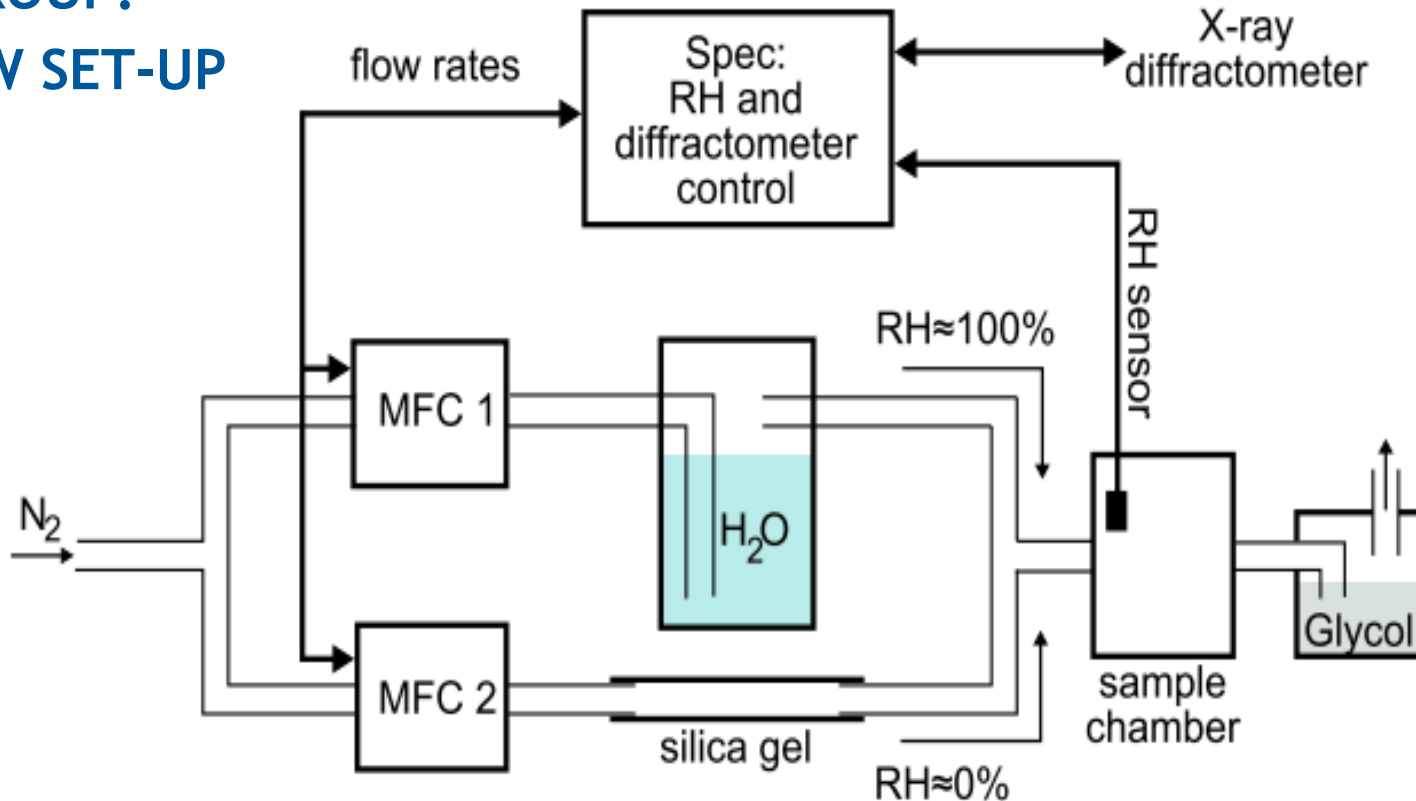 W SET-UP
flow rates
Spec:
RH and
diffractometer
control
X-ray
diffractometer
RH sensor
RH≈100%
MFC 1
H₂O
N₂
MFC 2
silica gel
RH≈0%
sample
chamber
Glycol